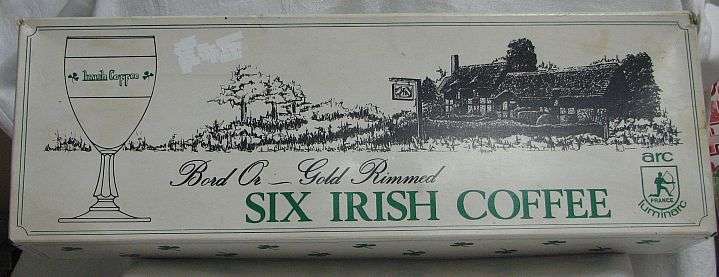 Irish Coffee
Bord Or _ Gold Rimmed
SIX IRISH COFFEE
arc
FRANCE
luminarc